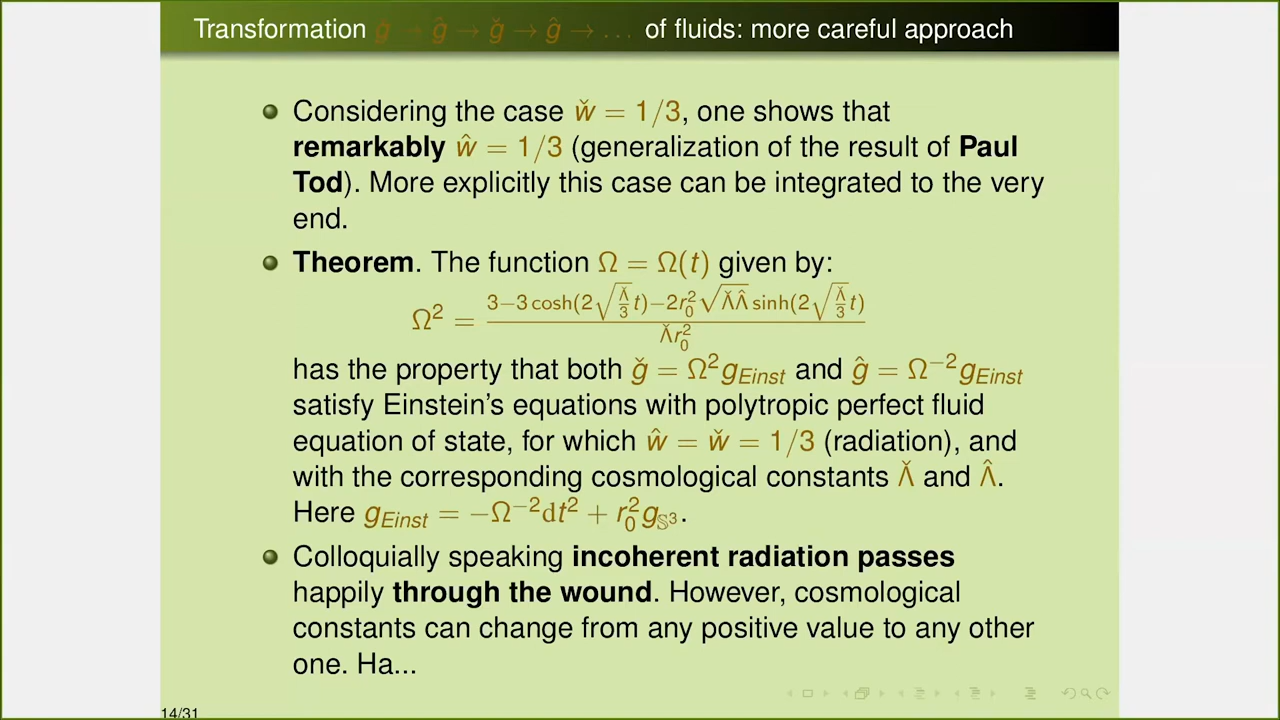 Transformation ǧ → ĝ → ǧ → ĝ → ... of fluids: more careful approach
Considering the case w̌ = 1/3, one shows that
remarkably ŵ = 1/3 (generalization of the result of Paul
Tod). More explicitly this case can be integrated to the very
end.
Theorem. The function Ω = Ω(t) given by:
Ω² = (3−3 cosh(2√(Λ̌/3) t)−2r₀²√(Λ̌Λ̂) sinh(2√(Λ̌/3) t)) / (Λ̌r₀²)
has the property that both ǧ = Ω²g_Einst and ĝ = Ω⁻²g_Einst
satisfy Einstein's equations with polytropic perfect fluid
equation of state, for which ŵ = w̌ = 1/3 (radiation), and
with the corresponding cosmological constants Λ̌ and Λ̂.
Here g_Einst = −Ω⁻²dt² + r₀²g_𝕊³.
Colloquially speaking incoherent radiation passes
happily through the wound. However, cosmological
constants can change from any positive value to any other
one. Ha...
14/31